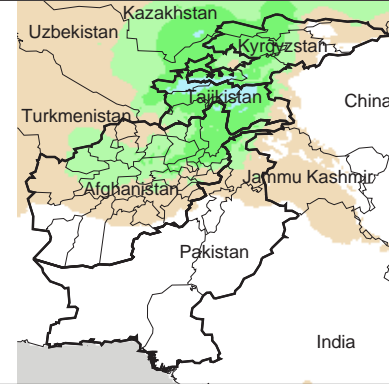 Kazakhstan
Uzbekistan
Kyrgyzstan
Tajikistan
China
Turkmenistan
Jammu Kashmir
Afghanistan
Pakistan
India